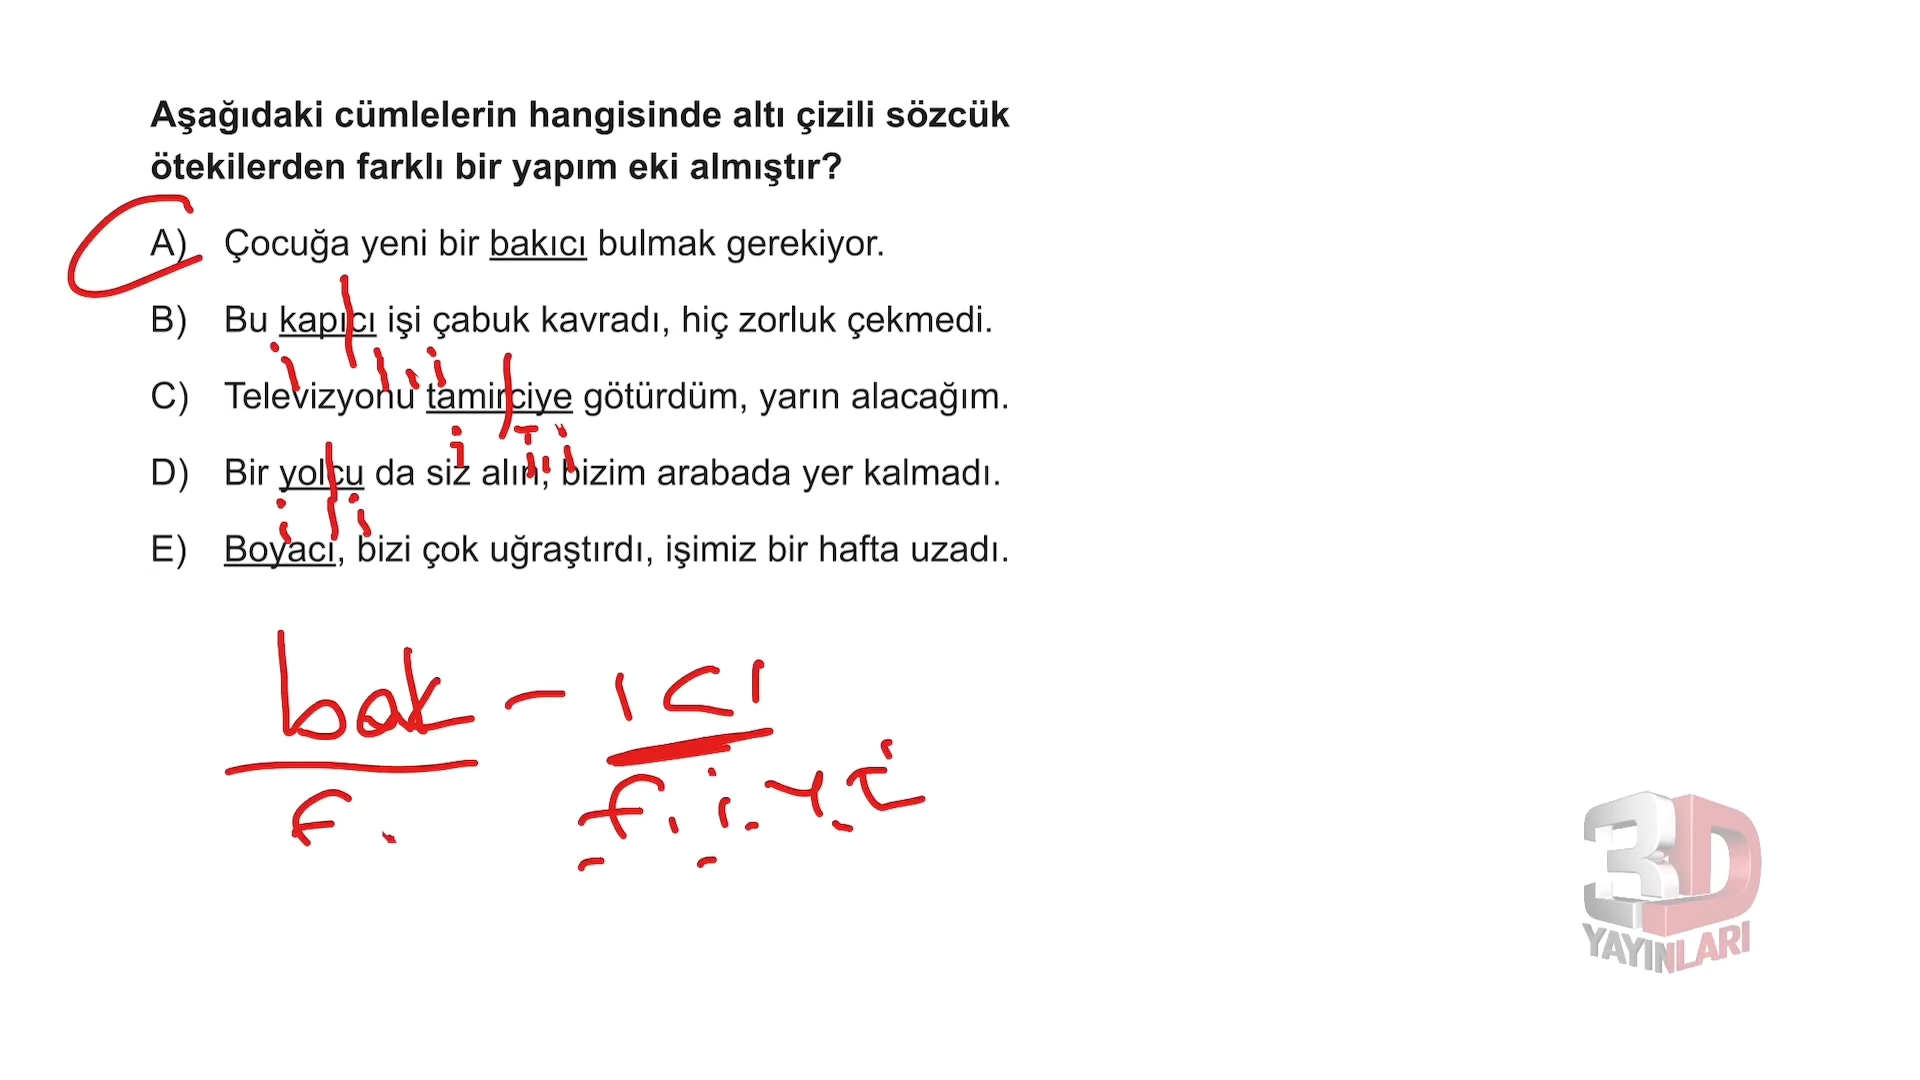 Aşağıdaki cümlelerin hangisinde altı çizili sözcük
ötekilerden farklı bir yapım eki almıştır?
A) Çocuğa yeni bir bakıcı bulmak gerekiyor.
B) Bu kapıcı işi çabuk kavradı, hiç zorluk çekmedi.
C) Televizyonu tamirciye götürdüm, yarın alacağım.
D) Bir yolcu da siz alın, bizim arabada yer kalmadı.
E) Boyacı, bizi çok uğraştırdı, işimiz bir hafta uzadı.
bak - ıcı
f. f. i. y. E
3D
YAYINLARI